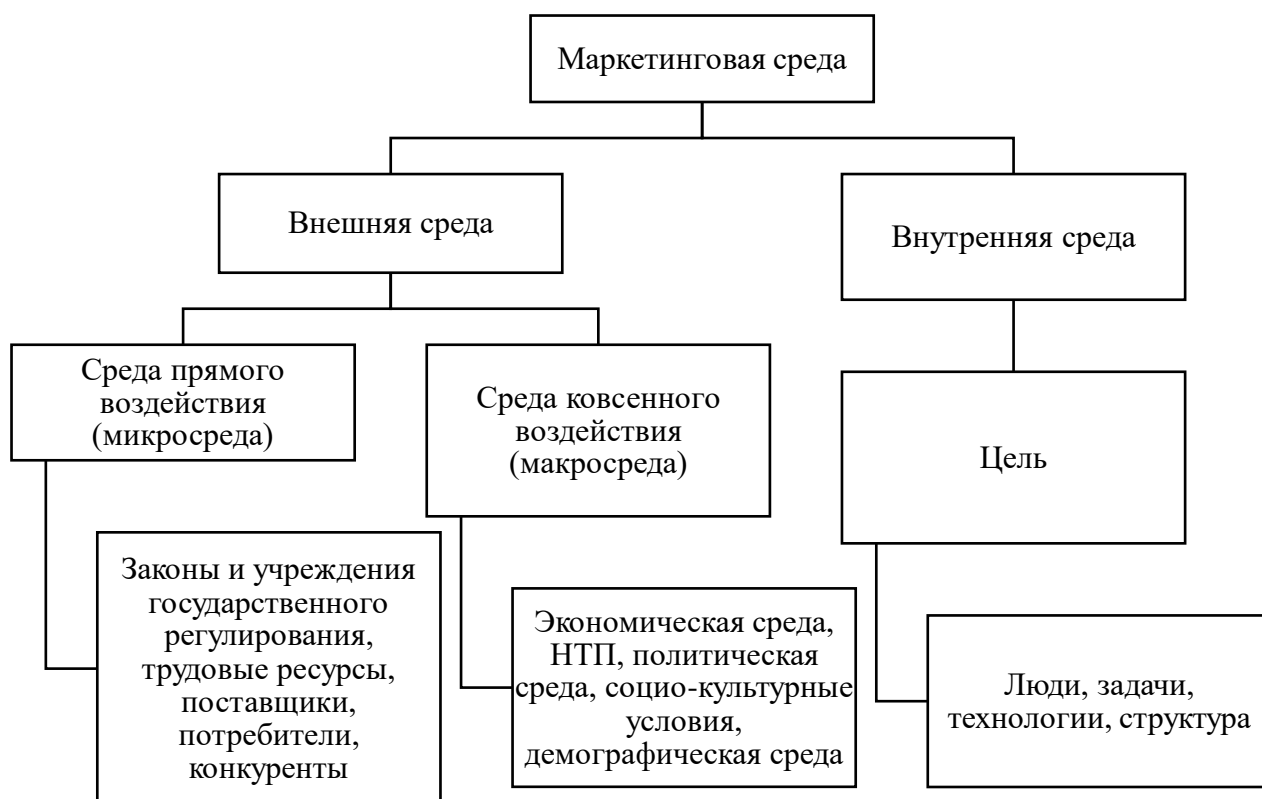 Маркетинговая среда
Внешняя среда
Внутренняя среда
Среда прямого
воздействия
(микросреда)
Среда ковсенного
воздействия
(макросреда)
Цель
Законы и учреждения
государственного
регулирования,
трудовые ресурсы,
поставщики,
потребители,
конкуренты
Экономическая среда,
НТП, политическая
среда, социо-культурные
условия,
демографическая среда
Люди, задачи,
технологии, структура